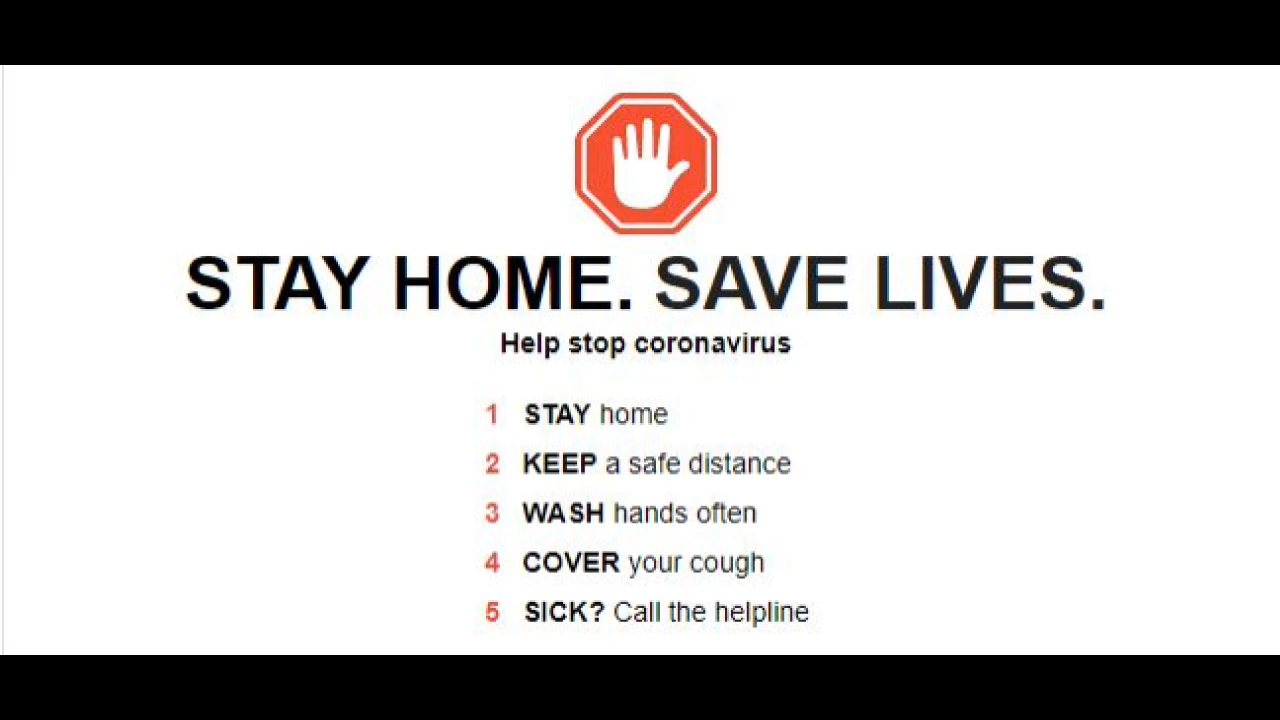 STAY HOME. SAVE LIVES.
Help stop coronavirus
1 STAY home
2 KEEP a safe distance
3 WASH hands often
4 COVER your cough
5 SICK? Call the helpline